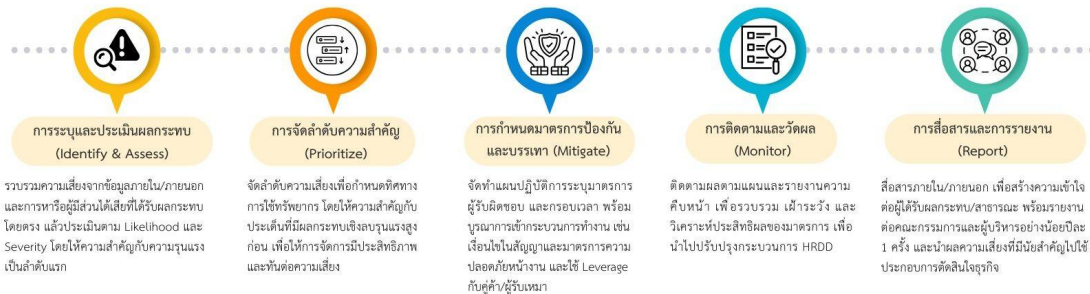 การระบุและประเมินผลกระทบ
(Identify & Assess)
รวบรวมความเสี่ยงจากข้อมูลภายใน/ภายนอก
และการหารือผู้มีส่วนได้เสียที่ได้รับผลกระทบ
โดยตรง แล้วประเมินตาม Likelihood และ
Severity โดยให้ความสำคัญกับความรุนแรง
เป็นลำดับแรก
การจัดลำดับความสำคัญ
(Prioritize)
จัดลำดับความเสี่ยงเพื่อกำหนดทิศทาง
การใช้ทรัพยากร โดยให้ความสำคัญกับ
ประเด็นที่มีผลกระทบเชิงลบรุนแรงสูง
ก่อน เพื่อให้การจัดการมีประสิทธิภาพ
และทันต่อความเสี่ยง
การกำหนดมาตรการป้องกัน
และบรรเทา (Mitigate)
จัดทำแผนปฏิบัติการระบุมาตรการ
ผู้รับผิดชอบ และกรอบเวลา พร้อม
บูรณาการเข้ากระบวนการทำงาน เช่น
เงื่อนไขในสัญญาและมาตรการความ
ปลอดภัยหน้างาน และใช้ Leverage
กับคู่ค้า/ผู้รับเหมา
การติดตามและวัดผล
(Monitor)
ติดตามผลตามแผนและรายงานความ
คืบหน้า เพื่อรวบรวม เฝ้าระวัง และ
วิเคราะห์ประสิทธิผลของมาตรการ เพื่อ
นำไปปรับปรุงกระบวนการ HRDD
การสื่อสารและการรายงาน
(Report)
สื่อสารภายใน/ภายนอก เพื่อสร้างความเข้าใจ
ต่อผู้ได้รับผลกระทบ/สาธารณะ พร้อมรายงาน
ต่อคณะกรรมการและผู้บริหารอย่างน้อยปีละ
1 ครั้ง และนำผลความเสี่ยงที่มีนัยสำคัญไปใช้
ประกอบการตัดสินใจธุรกิจ